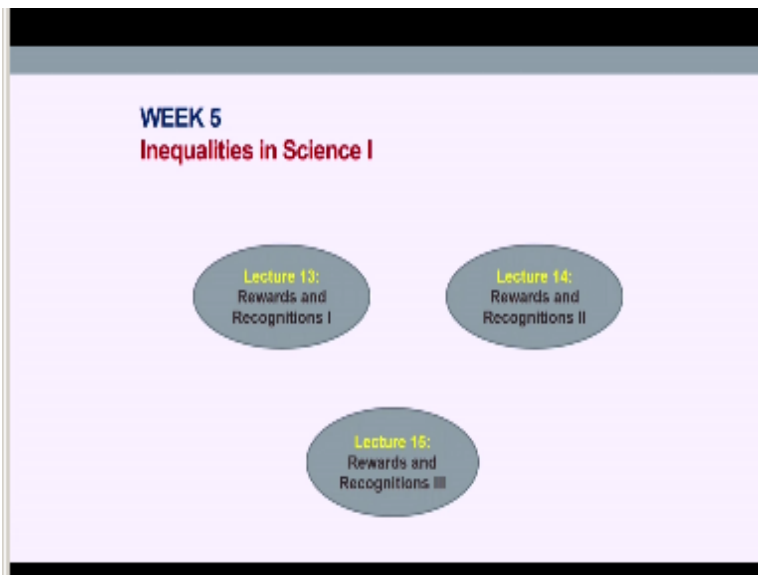 WEEK 5
Inequalities in Science I
Lecture 13:
Rewards and
Recognitions I
Lecture 14:
Rewards and
Recognitions II
Lecture 15:
Rewards and
Recognitions III